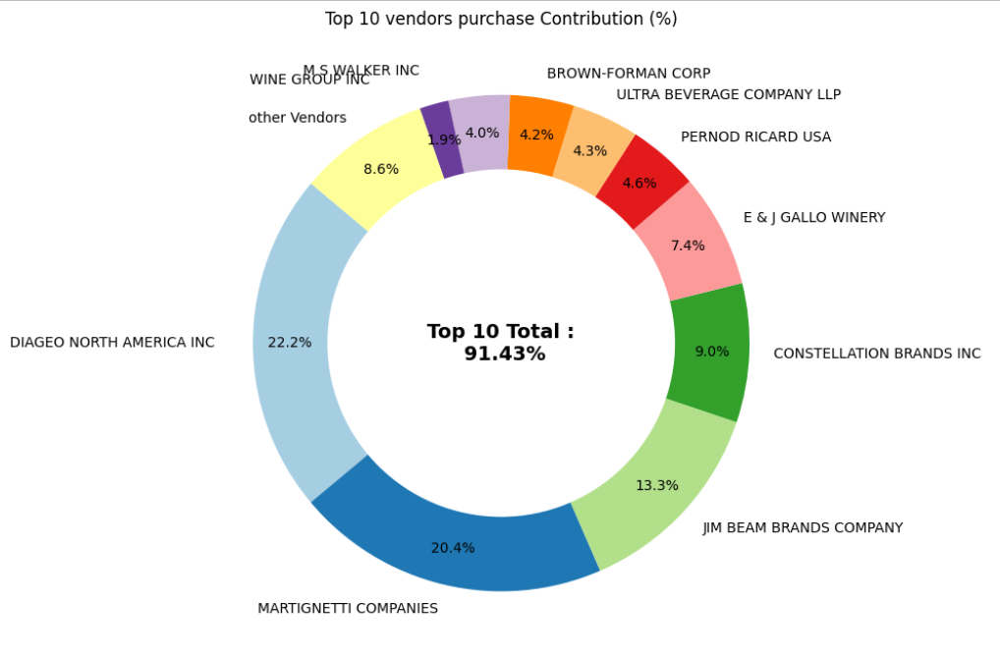 Top 10 vendors purchase Contribution (%)
M S WALKER INC
WINE GROUP INC
other Vendors
BROWN-FORMAN CORP
ULTRA BEVERAGE COMPANY LLP
PERNOD RICARD USA
E & J GALLO WINERY
CONSTELLATION BRANDS INC
JIM BEAM BRANDS COMPANY
MARTIGNETTI COMPANIES
DIAGEO NORTH AMERICA INC
8.6%
1.9%
4.0%
4.2%
4.3%
4.6%
7.4%
9.0%
13.3%
20.4%
22.2%
Top 10 Total :
91.43%